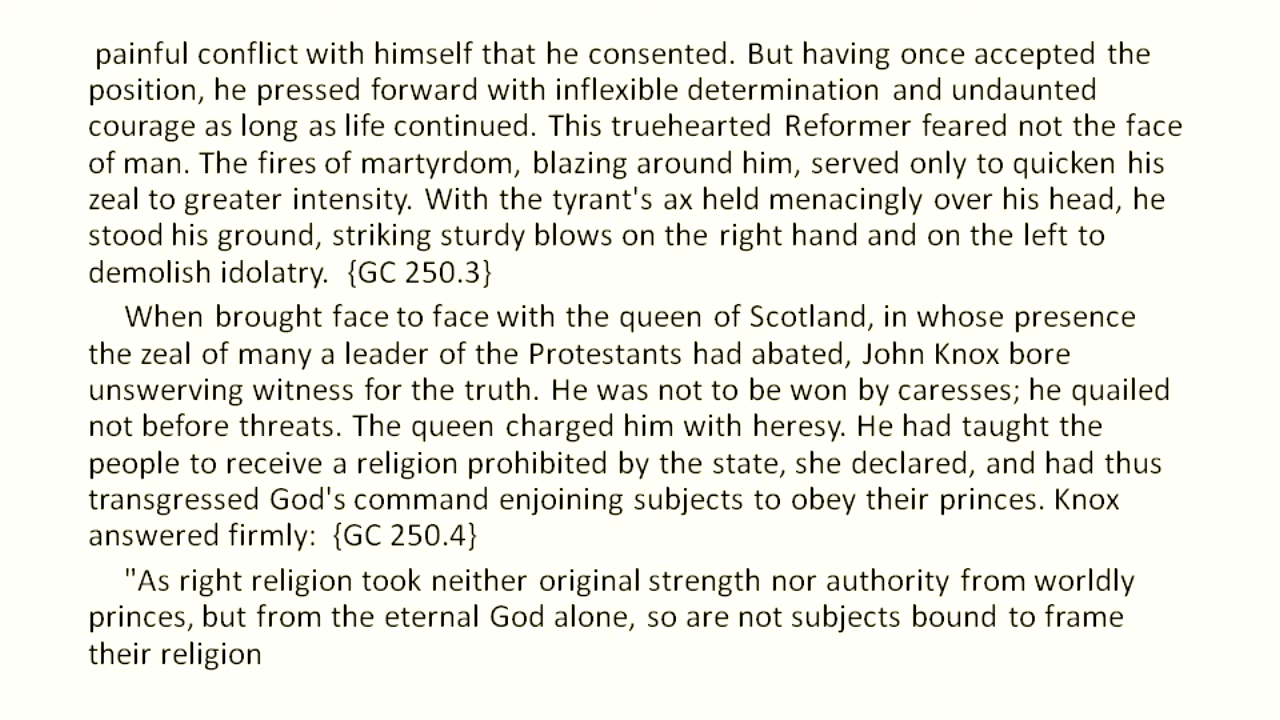 painful conflict with himself that he consented. But having once accepted the
position, he pressed forward with inflexible determination and undaunted
courage as long as life continued. This truehearted Reformer feared not the face
of man. The fires of martyrdom, blazing around him, served only to quicken his
zeal to greater intensity. With the tyrant's ax held menacingly over his head, he
stood his ground, striking sturdy blows on the right hand and on the left to
demolish idolatry. {GC 250.3}
When brought face to face with the queen of Scotland, in whose presence
the zeal of many a leader of the Protestants had abated, John Knox bore
unswerving witness for the truth. He was not to be won by caresses; he quailed
not before threats. The queen charged him with heresy. He had taught the
people to receive a religion prohibited by the state, she declared, and had thus
transgressed God's command enjoining subjects to obey their princes. Knox
answered firmly: {GC 250.4}
"As right religion took neither original strength nor authority from worldly
princes, but from the eternal God alone, so are not subjects bound to frame
their religion